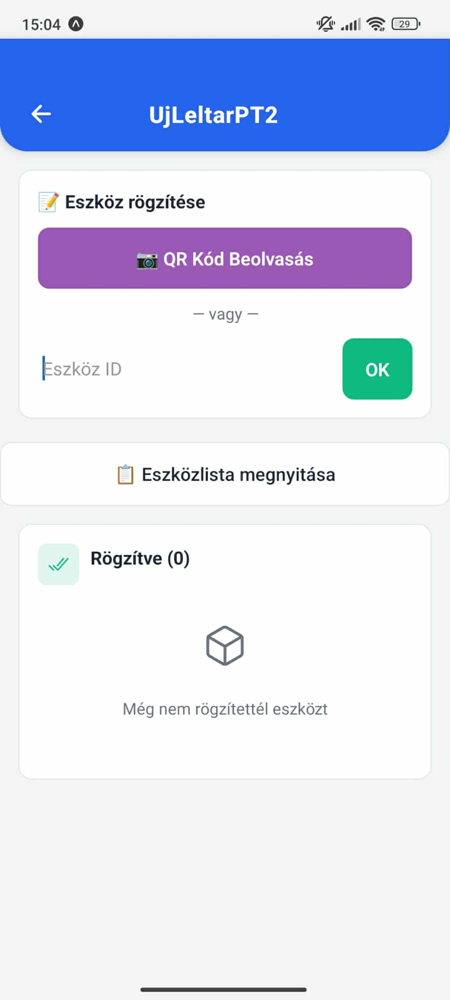 15:04
29
UjLeltarPT2
📝 Eszköz rögzítése
📷 QR Kód Beolvasás
— vagy —
Eszköz ID
OK
📋 Eszközlista megnyitása
Rögzítve (0)
Még nem rögzítettél eszközt